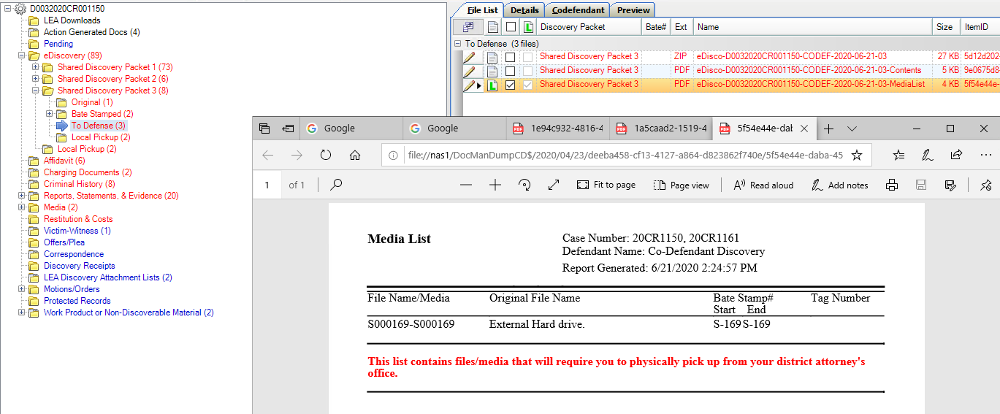 D0032020CR001150
LEA Downloads
Action Generated Docs (4)
Pending
eDiscovery (89)
Shared Discovery Packet 1 (73)
Shared Discovery Packet 2 (6)
Shared Discovery Packet 3 (8)
Original (1)
Bate Stamped (2)
To Defense (3)
Local Pickup (2)
Local Pickup (2)
Affidavit (6)
Charging Documents (2)
Criminal History (8)
Reports, Statements, & Evidence (20)
Media (2)
Restitution & Costs
Victim-Witness (1)
Offers/Plea
Correspondence
Discovery Receipts
LEA Discovery Attachment Lists (2)
Motions/Orders
Protected Records
Work Product or Non-Discoverable Material (2)
File List Details Codefendant Preview
Discovery Packet Bate# Ext Name Size ItemID
To Defense (3 files)
Shared Discovery Packet 3 ZIP eDisco-D0032020CR001150-CODEF-2020-06-21-03 27 KB 5d12d202
Shared Discovery Packet 3 PDF eDisco-D0032020CR001150-CODEF-2020-06-21-03-Contents 5 KB 9e0675d8
Shared Discovery Packet 3 PDF eDisco-D0032020CR001150-CODEF-2020-06-21-03-MediaList 4 KB 5f54e44e-
Google Google 1e94c932-4816-4 1a5caad2-1519-4 5f54e44e-dab
file://nas1/DocManDumpCD$/2020/04/23/deeba458-cf13-4127-a864-d823862f740e/5f54e44e-daba-45
1 of 1 Fit to page Page view Read aloud Add notes
Media List
Case Number: 20CR1150, 20CR1161
Defendant Name: Co-Defendant Discovery
Report Generated: 6/21/2020 2:24:57 PM
File Name/Media Original File Name Bate Stamp# Tag Number
Start End
S000169-S000169 External Hard drive. S-169 S-169
This list contains files/media that will require you to physically pick up from your district attorney's
office.